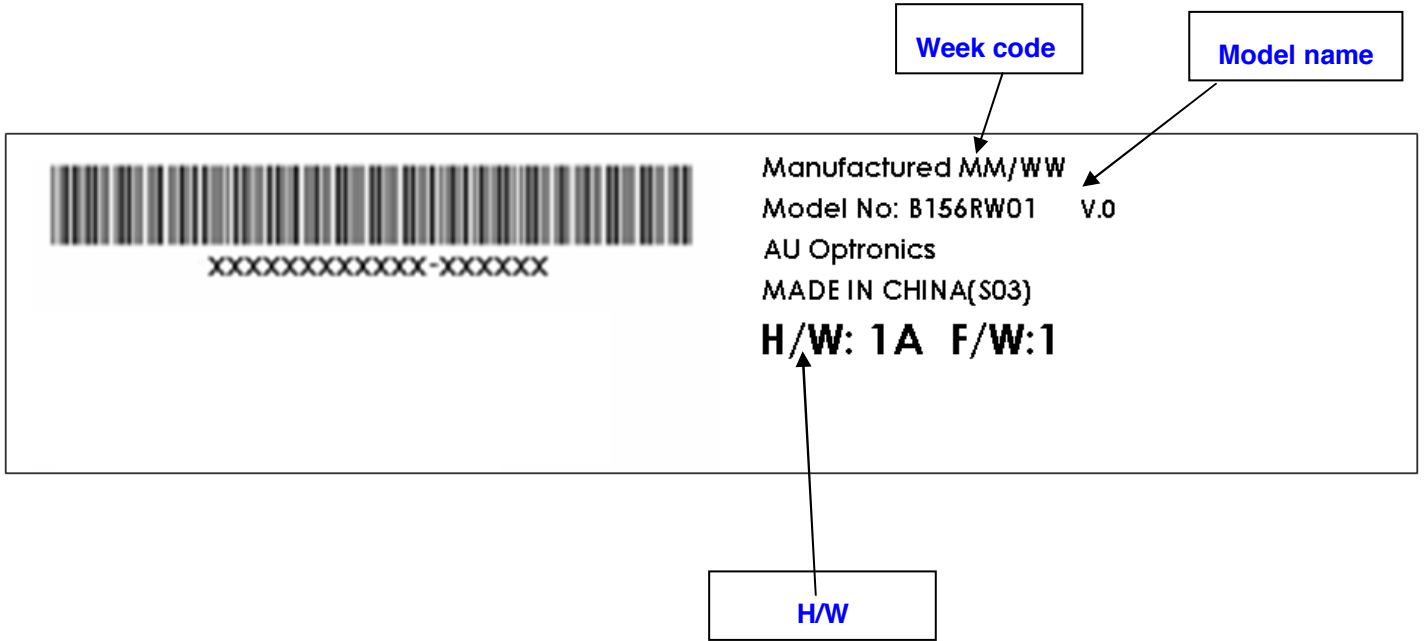 Week code
Model name
Manufactured MM/WW
Model No: B156RW01 V.0
XXXXXXXXXXXX-XXXXXX
AU Optronics
MADE IN CHINA(S03)
H/W: 1A F/W:1
H/W